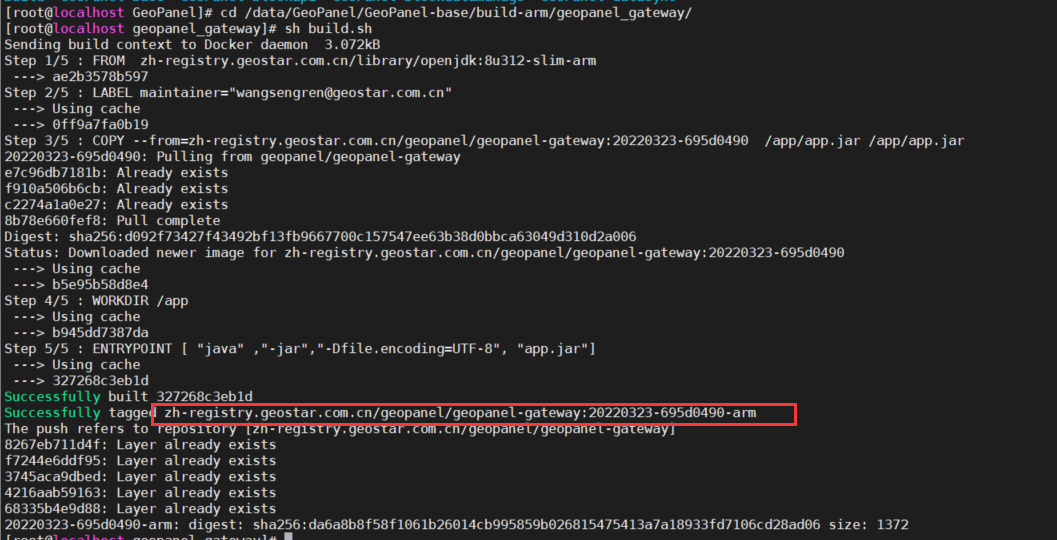 [root@localhost GeoPanel]# cd /data/GeoPanel/GeoPanel-base/build-arm/geopanel_gateway/
[root@localhost geopanel_gateway]# sh build.sh
Sending build context to Docker daemon  3.072kB
Step 1/5 : FROM  zh-registry.geostar.com.cn/library/openjdk:8u312-slim-arm
 ---> ae2b3578b597
Step 2/5 : LABEL maintainer="wangsengren@geostar.com.cn"
 ---> Using cache
 ---> 0ff9a7fa0b19
Step 3/5 : COPY --from=zh-registry.geostar.com.cn/geopanel/geopanel-gateway:20220323-695d0490  /app/app.jar /app/app.jar
20220323-695d0490: Pulling from geopanel/geopanel-gateway
e7c96db7181b: Already exists
f910a506b6cb: Already exists
c2274a1a0e27: Already exists
8b78e660fef8: Pull complete
Digest: sha256:d092f73427f43492bf13fb9667700c157547ee63b38d0bbca63049d310d2a006
Status: Downloaded newer image for zh-registry.geostar.com.cn/geopanel/geopanel-gateway:20220323-695d0490
 ---> Using cache
 ---> b5e95b58d8e4
Step 4/5 : WORKDIR /app
 ---> Using cache
 ---> b945dd7387da
Step 5/5 : ENTRYPOINT [ "java" ,"-jar","-Dfile.encoding=UTF-8", "app.jar"]
 ---> Using cache
 ---> 327268c3eb1d
Successfully built 327268c3eb1d
Successfully tagged zh-registry.geostar.com.cn/geopanel/geopanel-gateway:20220323-695d0490-arm
The push refers to repository [zh-registry.geostar.com.cn/geopanel/geopanel-gateway]
8267eb711d4f: Layer already exists
f7244e6ddf95: Layer already exists
3745aca9dbed: Layer already exists
4216aab59163: Layer already exists
68335b4e9d88: Layer already exists
20220323-695d0490-arm: digest: sha256:da6a8b8f58f1061b26014cb995859b026815475413a7a18933fd7106cd28ad06 size: 1372
[root@localhost geopanel_gateway]#